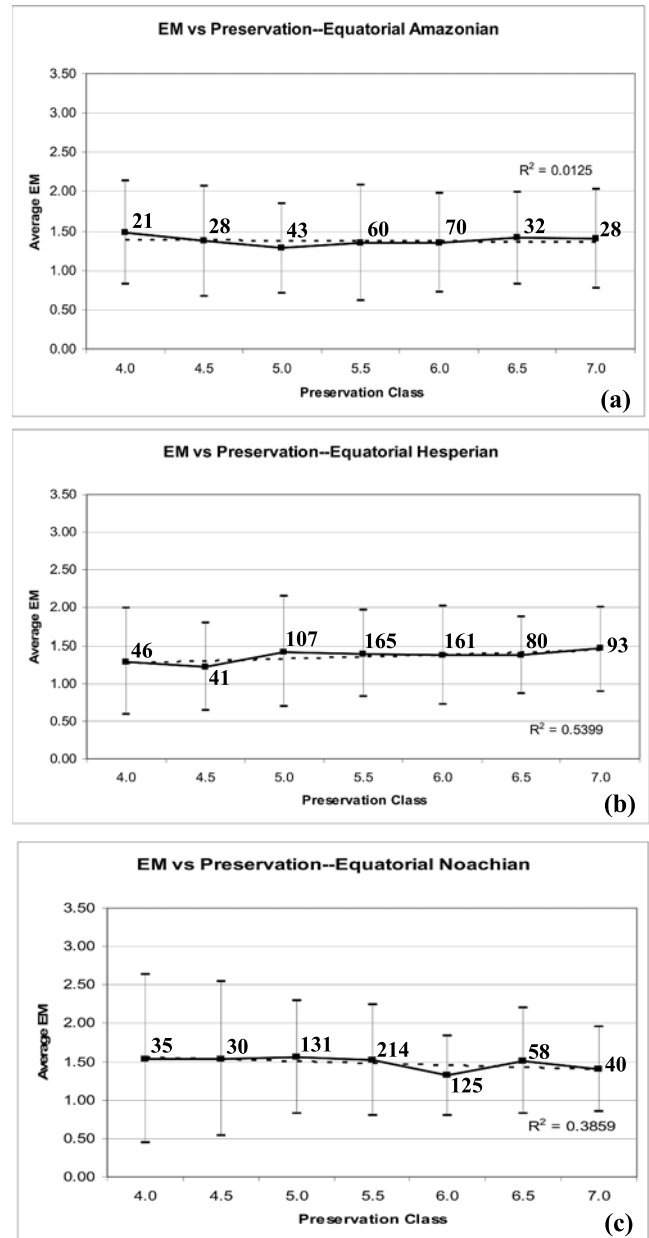 EM vs Preservation--Equatorial Amazonian
3.50
3.00
2.50
2.00
1.50
1.00
0.50
0.00
Average EM
R² = 0.0125
21 28 43 60 70 32 28
4.0 4.5 5.0 5.5 6.0 6.5 7.0
Preservation Class
(a)
EM vs Preservation--Equatorial Hesperian
3.50
3.00
2.50
2.00
1.50
1.00
0.50
0.00
Average EM
46 41 107 165 161 80 93
R² = 0.5399
4.0 4.5 5.0 5.5 6.0 6.5 7.0
Preservation Class
(b)
EM vs Preservation--Equatorial Noachian
3.50
3.00
2.50
2.00
1.50
1.00
0.50
0.00
Average EM
35 30 131 214 125 58 40
R² = 0.3859
4.0 4.5 5.0 5.5 6.0 6.5 7.0
Preservation Class
(c)